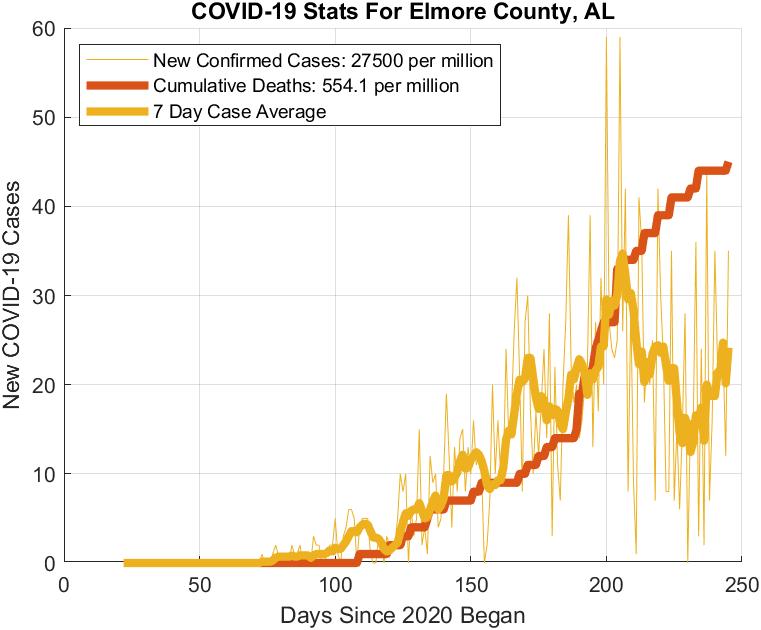 COVID-19 Stats For Elmore County, AL
60
50
40
30
20
10
0
New COVID-19 Cases
New Confirmed Cases: 27500 per million
Cumulative Deaths: 554.1 per million
7 Day Case Average
0 50 100 150 200 250
Days Since 2020 Began